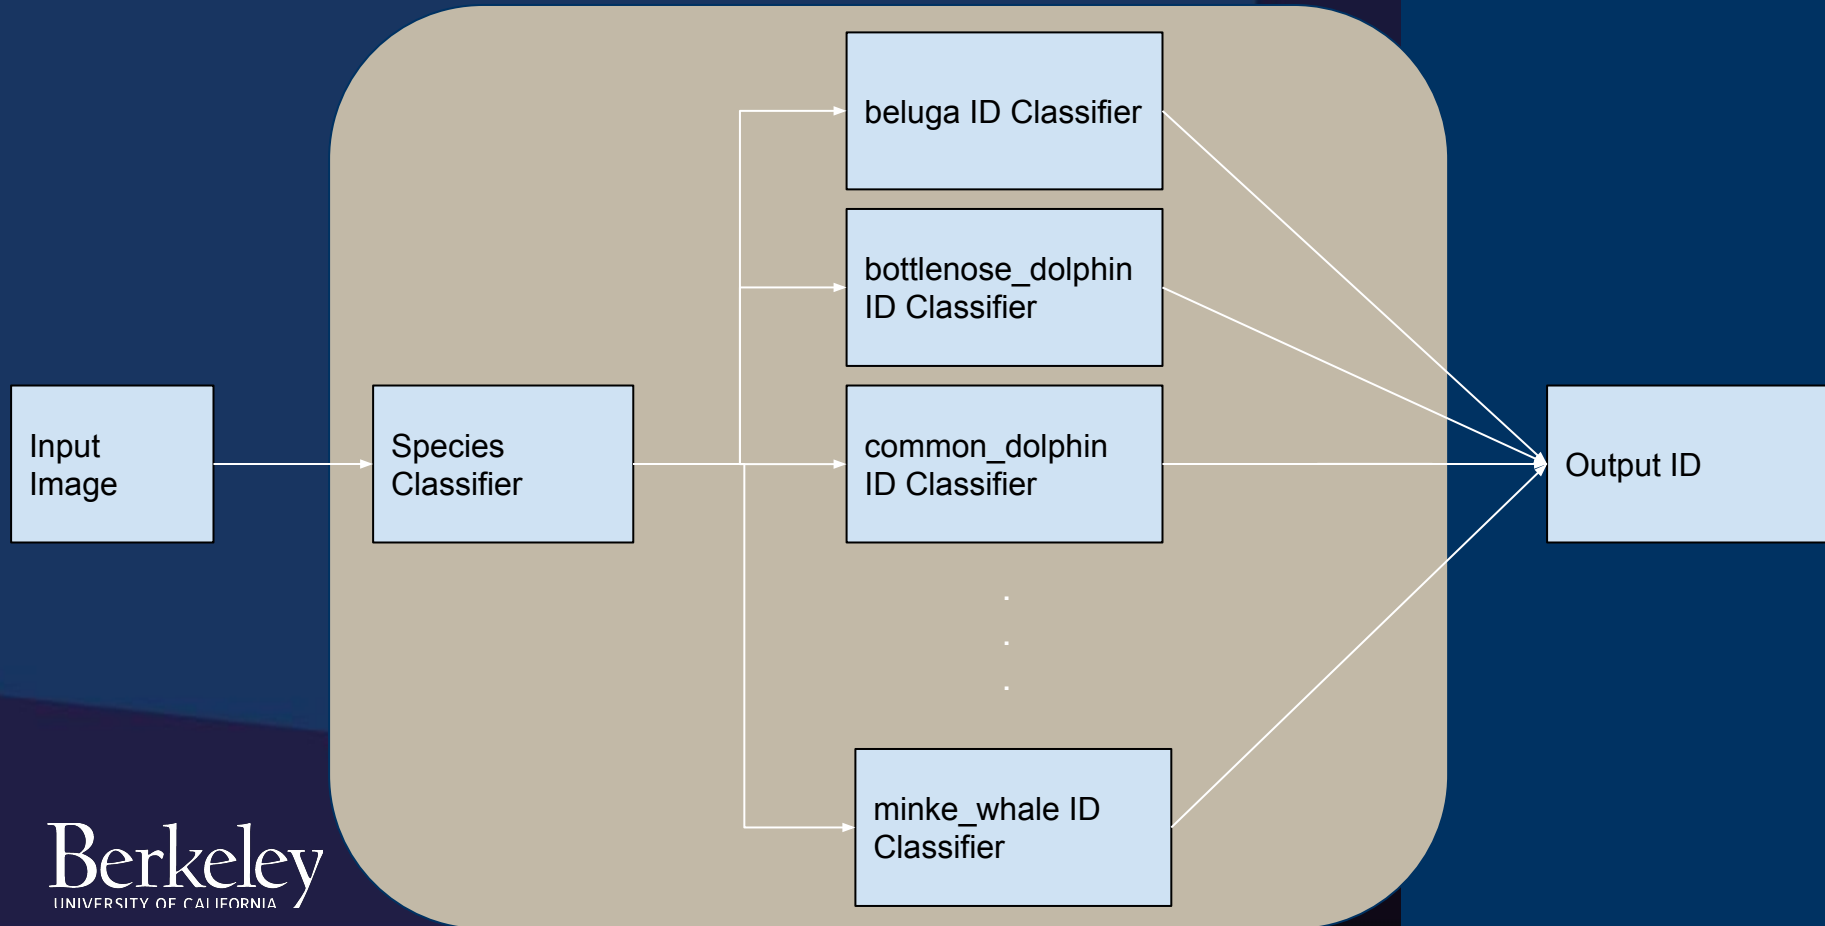 Input
Image
Species
Classifier
beluga ID Classifier
bottlenose_dolphin
ID Classifier
common_dolphin
ID Classifier
.
.
.
minke_whale ID
Classifier
Output ID
Berkeley
UNIVERSITY OF CALIFORNIA